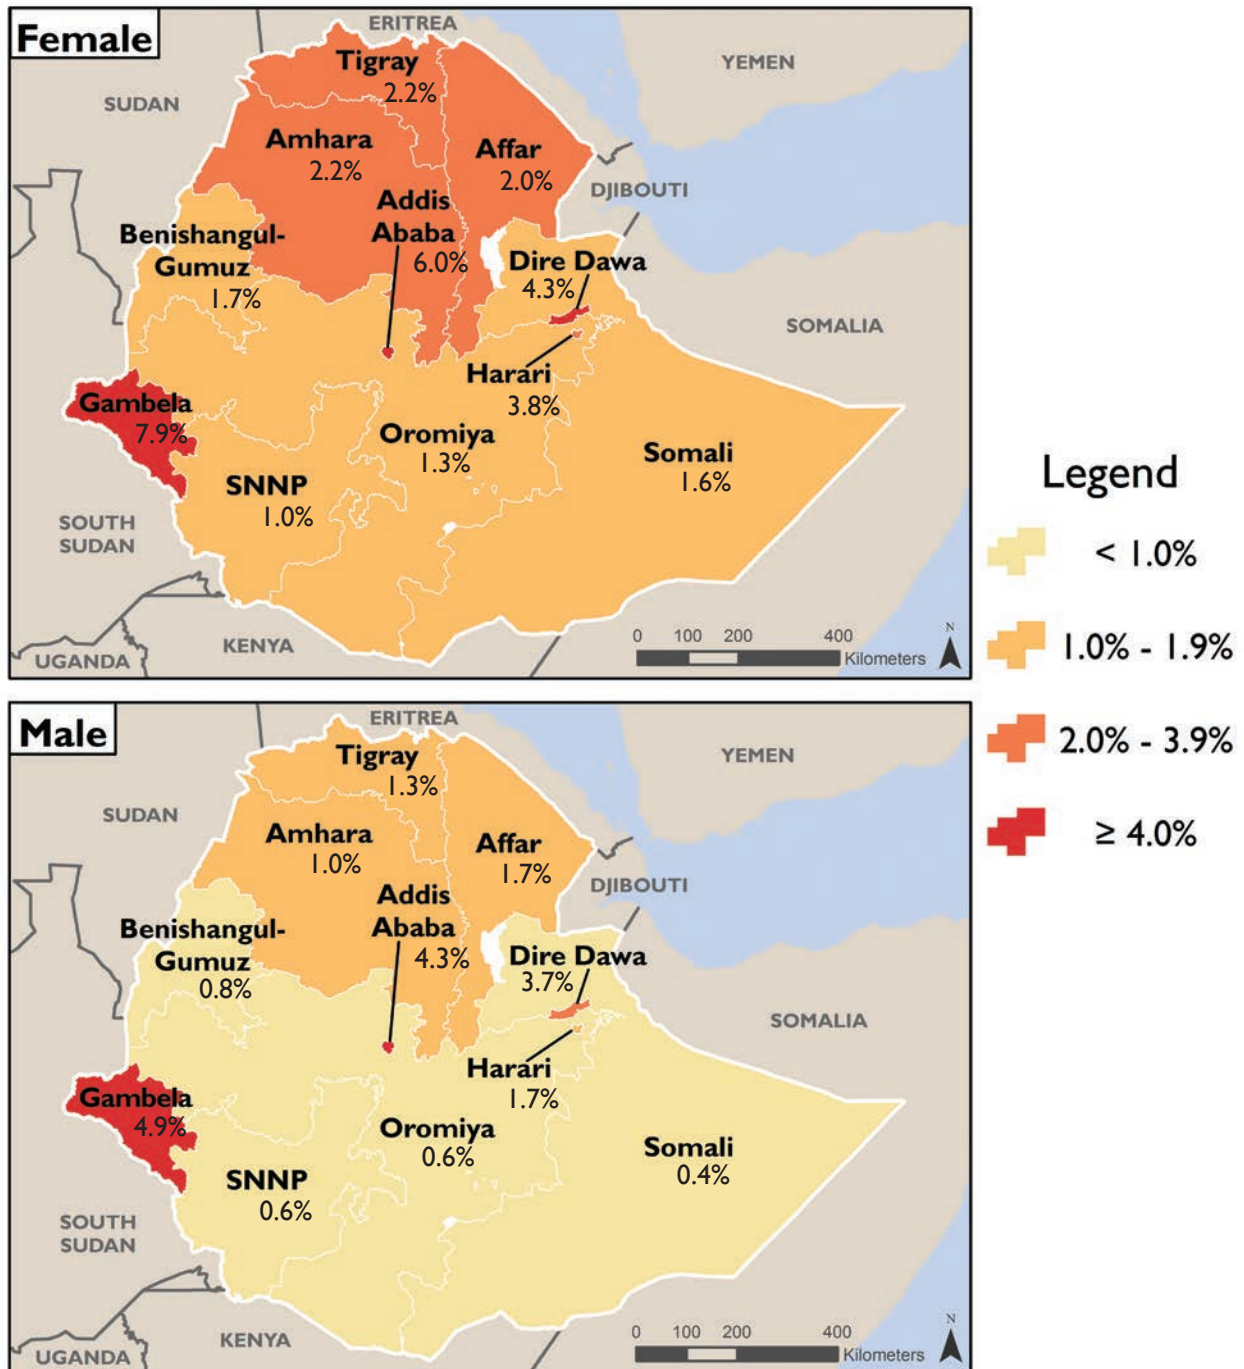 Female
ERITREA
YEMEN
SUDAN
Tigray
2.2%
Amhara
2.2%
Affar
2.0%
DJIBOUTI
Addis
Ababa
6.0%
Benishangul-
Gumuz
1.7%
Dire Dawa
4.3%
SOMALIA
Harari
3.8%
Gambela
7.9%
Oromiya
1.3%
Somali
1.6%
SNNP
1.0%
SOUTH
SUDAN
KENYA
UGANDA
0 100 200 400
Kilometers
N
Legend
< 1.0%
1.0% - 1.9%
2.0% - 3.9%
≥ 4.0%
Male
ERITREA
YEMEN
SUDAN
Tigray
1.3%
Amhara
1.0%
Affar
1.7%
DJIBOUTI
Addis
Ababa
4.3%
Benishangul-
Gumuz
0.8%
Dire Dawa
3.7%
SOMALIA
Harari
1.7%
Gambela
4.9%
Oromiya
0.6%
Somali
0.4%
SNNP
0.6%
SOUTH
SUDAN
KENYA
UGANDA
0 100 200 400
Kilometers
N